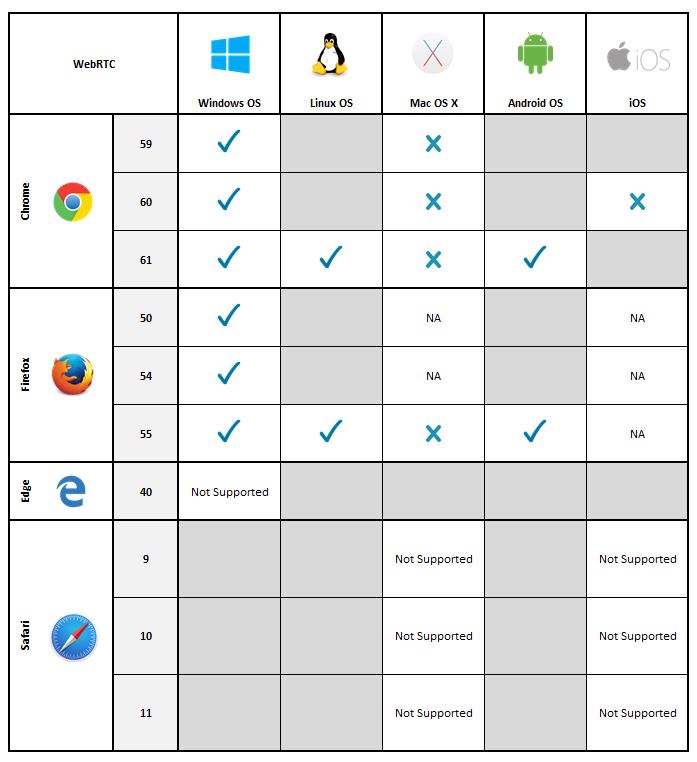 WebRTC
Windows OS Linux OS Mac OS X Android OS iOS iOS
Chrome
59
60
61
Firefox
50 NA NA
54 NA NA
55 NA
Edge
40 Not Supported
Safari
9 Not Supported Not Supported
10 Not Supported Not Supported
11 Not Supported Not Supported